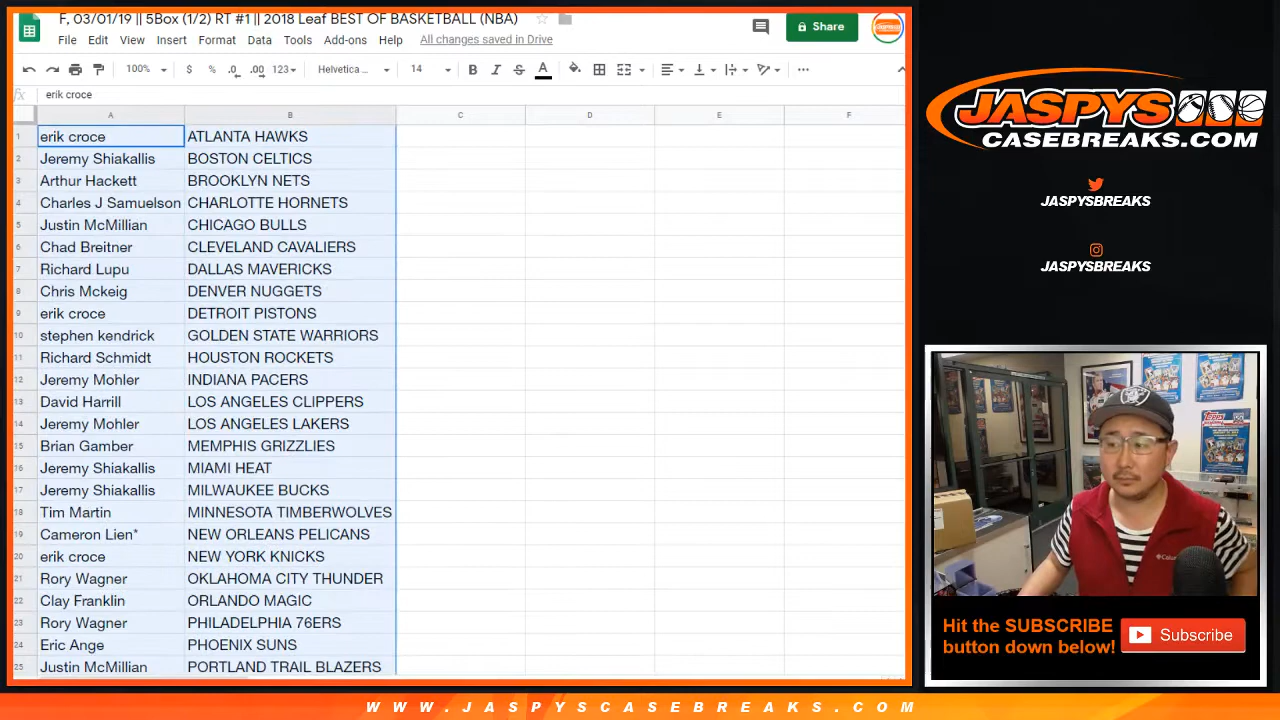 F, 03/01/19 || 5Box (1/2) RT #1 || 2018 Leaf BEST OF BASKETBALL (NBA)
File Edit View Insert Format Data Tools Add-ons Help All changes saved in Drive
Share
100% $ % .0 .00 123 Helvetica ... 14 B I S A
fx erik croce
A B C D E F
1 erik croce ATLANTA HAWKS
2 Jeremy Shiakallis BOSTON CELTICS
3 Arthur Hackett BROOKLYN NETS
4 Charles J Samuelson CHARLOTTE HORNETS
5 Justin McMillian CHICAGO BULLS
6 Chad Breitner CLEVELAND CAVALIERS
7 Richard Lupu DALLAS MAVERICKS
8 Chris Mckeig DENVER NUGGETS
9 erik croce DETROIT PISTONS
10 stephen kendrick GOLDEN STATE WARRIORS
11 Richard Schmidt HOUSTON ROCKETS
12 Jeremy Mohler INDIANA PACERS
13 David Harrill LOS ANGELES CLIPPERS
14 Jeremy Mohler LOS ANGELES LAKERS
15 Brian Gamber MEMPHIS GRIZZLIES
16 Jeremy Shiakallis MIAMI HEAT
17 Jeremy Shiakallis MILWAUKEE BUCKS
18 Tim Martin MINNESOTA TIMBERWOLVES
19 Cameron Lien* NEW ORLEANS PELICANS
20 erik croce NEW YORK KNICKS
21 Rory Wagner OKLAHOMA CITY THUNDER
22 Clay Franklin ORLANDO MAGIC
23 Rory Wagner PHILADELPHIA 76ERS
24 Eric Ange PHOENIX SUNS
25 Justin McMillian PORTLAND TRAIL BLAZERS
JASPYS
CASEBREAKS.COM
JASPYSBREAKS
JASPYSBREAKS
Topps
Columbia
Hit the SUBSCRIBE
button down below!
Subscribe
WWW.JASPYSCASEBREAKS.COM